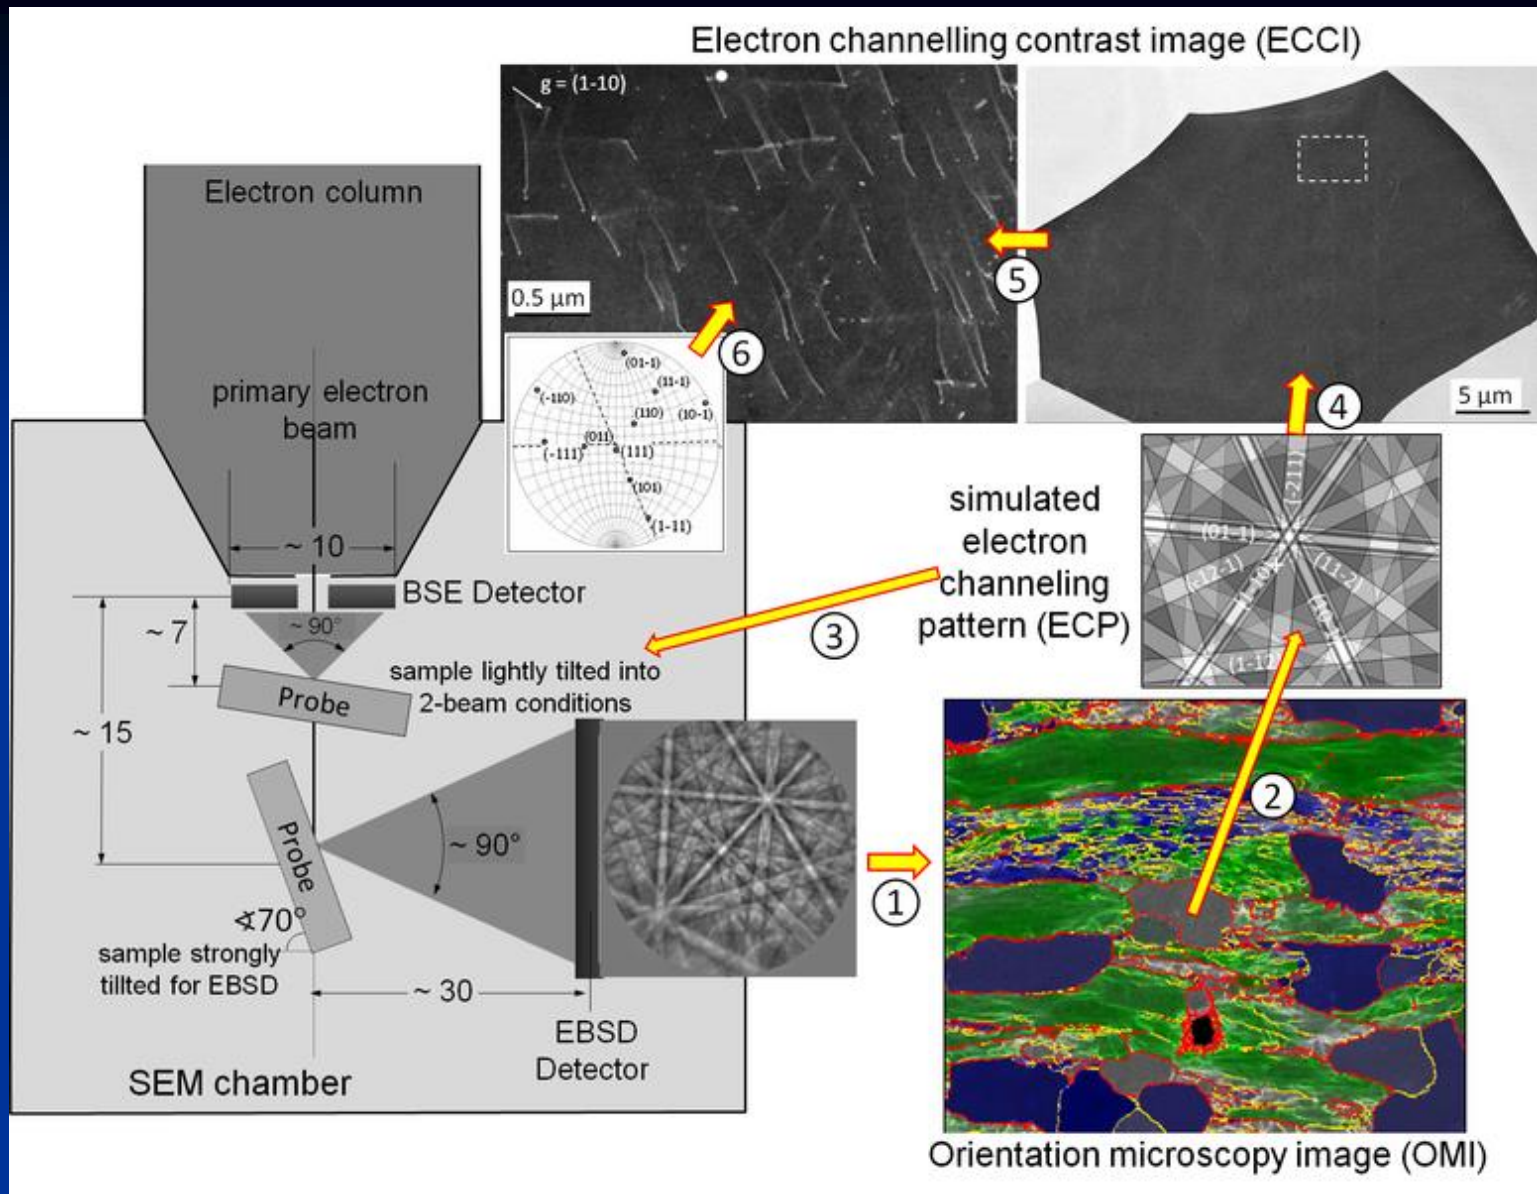 Electron channelling contrast image (ECCI)
g = (1-10)
0.5 µm
5
5 µm
4
6
(01-1)
(11-1)
(-110)
(110)
(10-1)
(011)
(-111)
(111)
(101)
(1-11)
Electron column
primary electron
beam
~ 10
BSE Detector
~ 7
~ 90°
~ 15
Probe
sample lightly tilted into
2-beam conditions
3
simulated
electron
channeling
pattern (ECP)
(-211)
(01-1)
(-12-1)
(1-10)
(11-2)
Probe
∢70°
sample strongly
tillted for EBSD
~ 90°
~ 30
EBSD
Detector
SEM chamber
1
2
Orientation microscopy image (OMI)